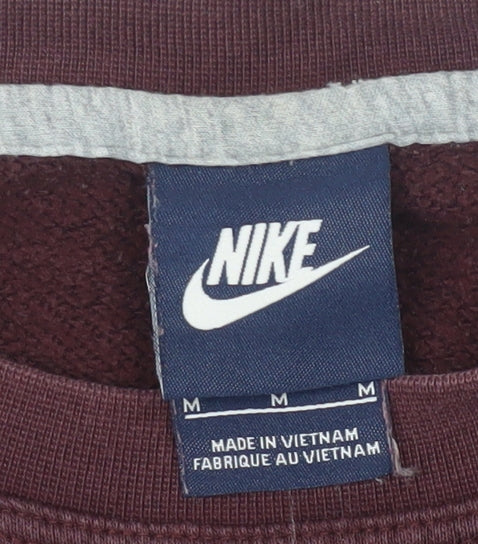 NIKE
M M M
MADE IN VIETNAM
FABRIQUE AU VIETNAM